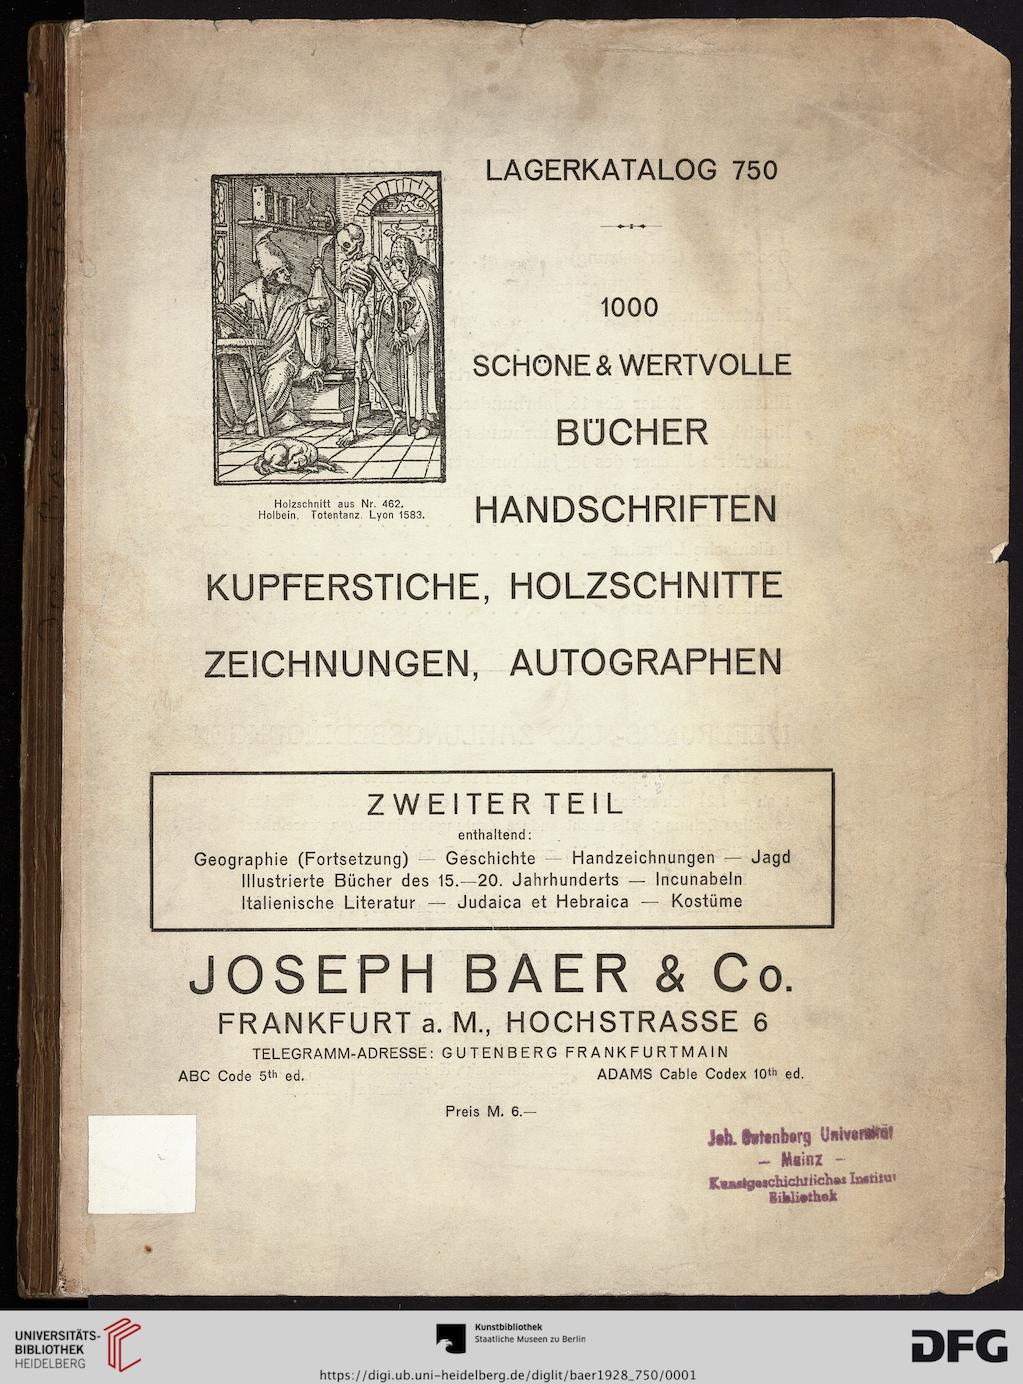 LAGERKATALOG 750
1000
SCHÖNE & WERTVOLLE
BÜCHER
HANDSCHRIFTEN
Holzschnitt aus Nr. 462.
Holbein. Totentanz. Lyon 1583.
KUPFERSTICHE, HOLZSCHNITTE
ZEICHNUNGEN, AUTOGRAPHEN
ZWEITER TEIL
enthaltend:
Geographie (Fortsetzung) — Geschichte — Handzeichnungen — Jagd
Illustrierte Bücher des 15.—20. Jahrhunderts — Incunabeln
Italienische Literatur — Judaica et Hebraica — Kostüme
JOSEPH BAER & Co.
FRANKFURT a. M., HOCHSTRASSE 6
TELEGRAMM-ADRESSE: GUTENBERG FRANKFURTMAIN
ABC Code 5th ed. ADAMS Cable Codex 10th ed.
Preis M. 6.—
Joh. Gutenberg Universität
— Mainz —
Kunstgeschichtliches Institut
Bibliothek
UNIVERSITÄTS-
BIBLIOTHEK
HEIDELBERG
Kunstbibliothek
Staatliche Museen zu Berlin
DFG
https://digi.ub.uni-heidelberg.de/diglit/baer1928_750/0001